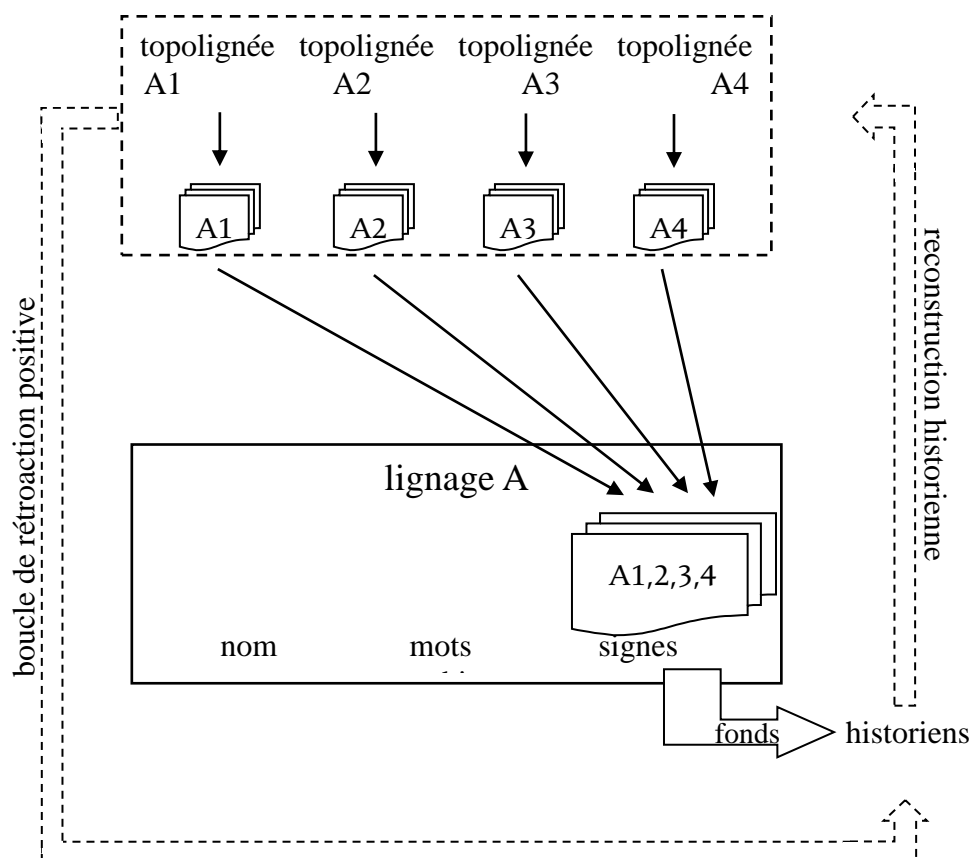 topolignée topolignée topolignée topolignée
A1 A2 A3 A4
A1 A2 A3 A4
boucle de rétroaction positive
reconstruction historienne
lignage A
A1,2,3,4
nom mots signes
fonds historiens